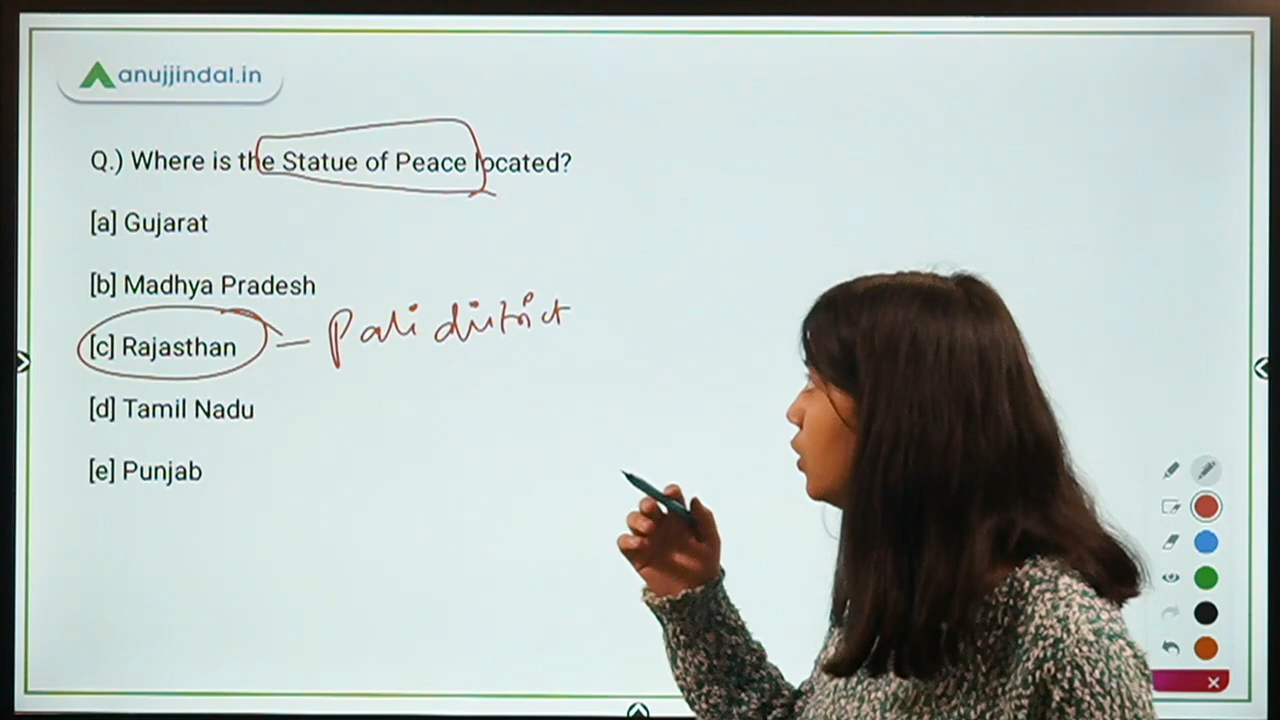 anujjindal.in
Q.) Where is the Statue of Peace located?
[a] Gujarat
[b] Madhya Pradesh
[c] Rajasthan – Pali district
[d] Tamil Nadu
[e] Punjab